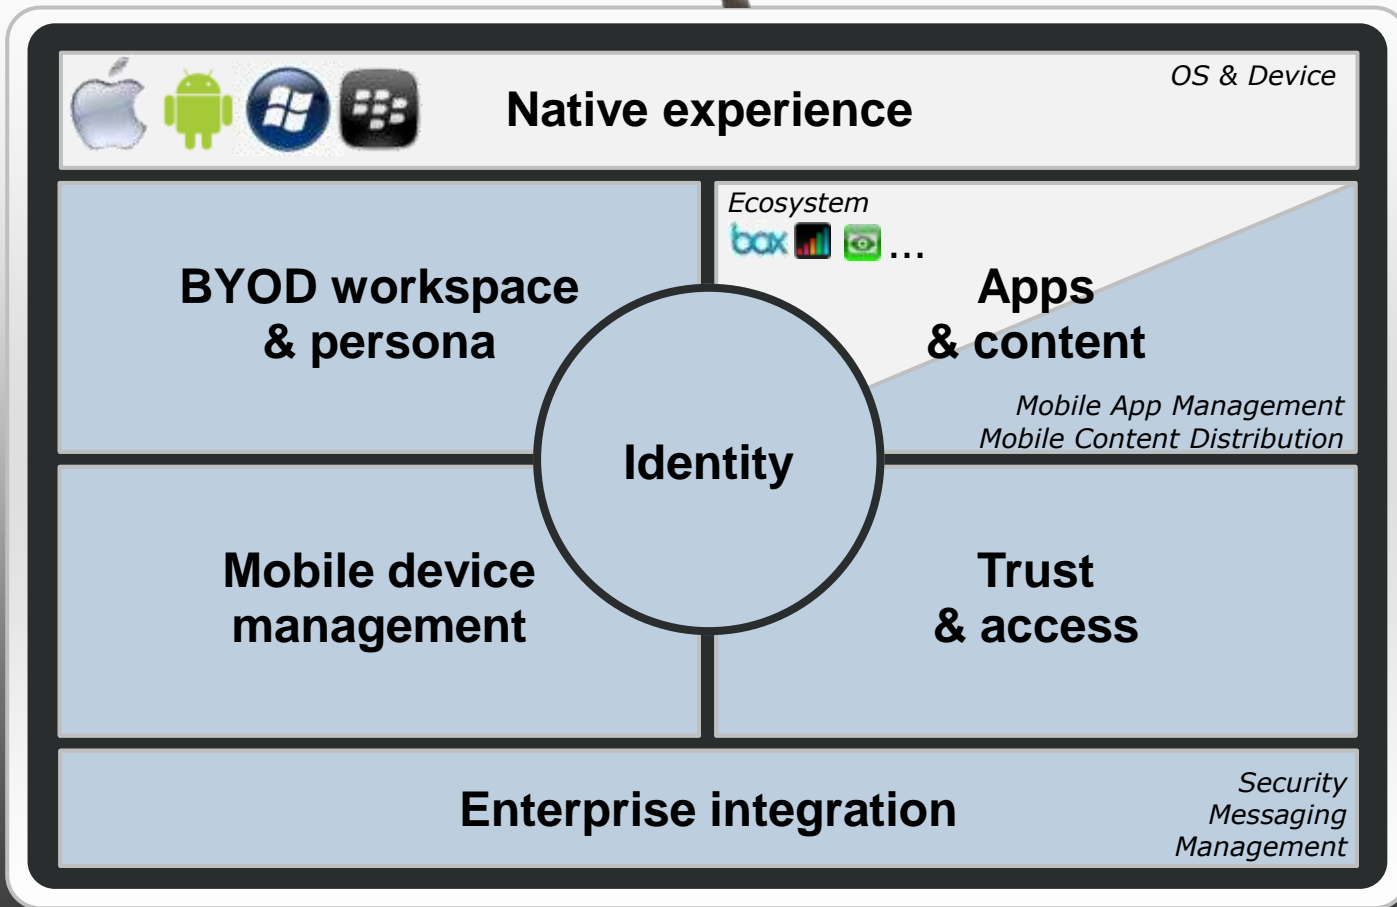 OS & Device
Native experience
BYOD workspace
& persona
Ecosystem
box
...
Apps
& content
Mobile App Management
Mobile Content Distribution
Identity
Mobile device
management
Trust
& access
Enterprise integration
Security
Messaging
Management